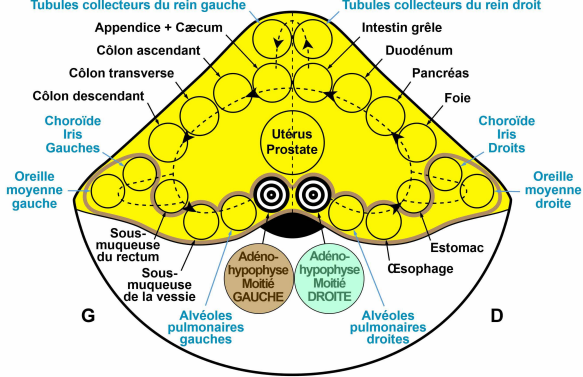 Tubules collecteurs du rein gauche
Tubules collecteurs du rein droit
Appendice + Cæcum
Intestin grêle
Côlon ascendant
Duodénum
Côlon transverse
Pancréas
Côlon descendant
Foie
Choroïde
Iris
Gauches
Choroïde
Iris
Droits
Utérus
Prostate
Oreille
moyenne
gauche
Oreille
moyenne
droite
Sous-
muqueuse
du rectum
Estomac
Sous-
muqueuse
de la vessie
Œsophage
Adéno-
hypophyse
Moitié
GAUCHE
Adéno-
hypophyse
Moitié
DROITE
Alvéoles
pulmonaires
gauches
Alvéoles
pulmonaires
droites
G
D